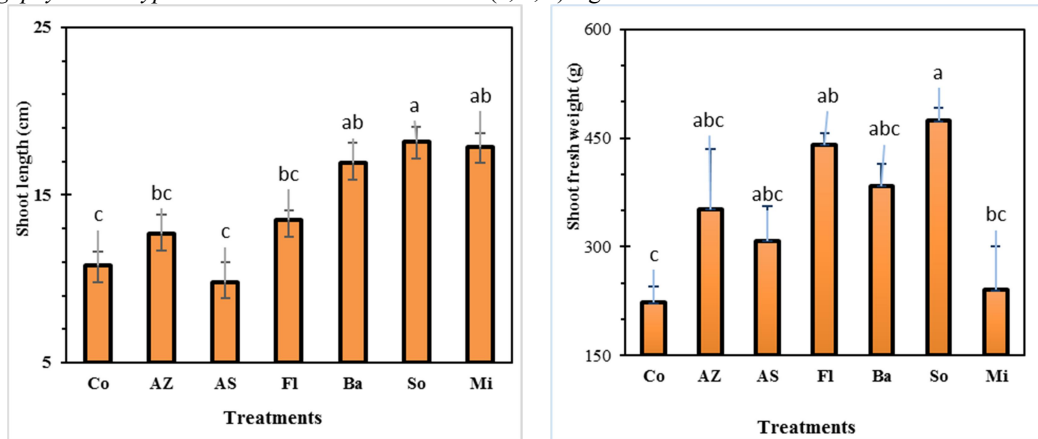 25
15
5
Shoot length (cm)
c
bc
c
bc
ab
a
ab
Co AZ AS Fl Ba So Mi
Treatments
600
450
300
150
Shoot fresh weight (g)
c
abc
abc
ab
abc
a
bc
Co AZ AS Fl Ba So Mi
Treatments